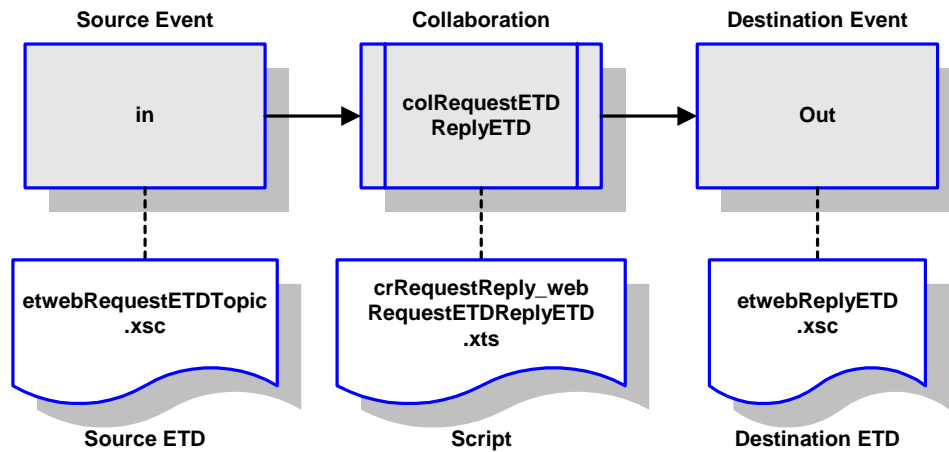 Source Event
Collaboration
Destination Event
in
colRequestETD
ReplyETD
Out
etwebRequestETDTopic
.xsc
crRequestReply_web
RequestETDReplyETD
.xts
etwebReplyETD
.xsc
Source ETD
Script
Destination ETD